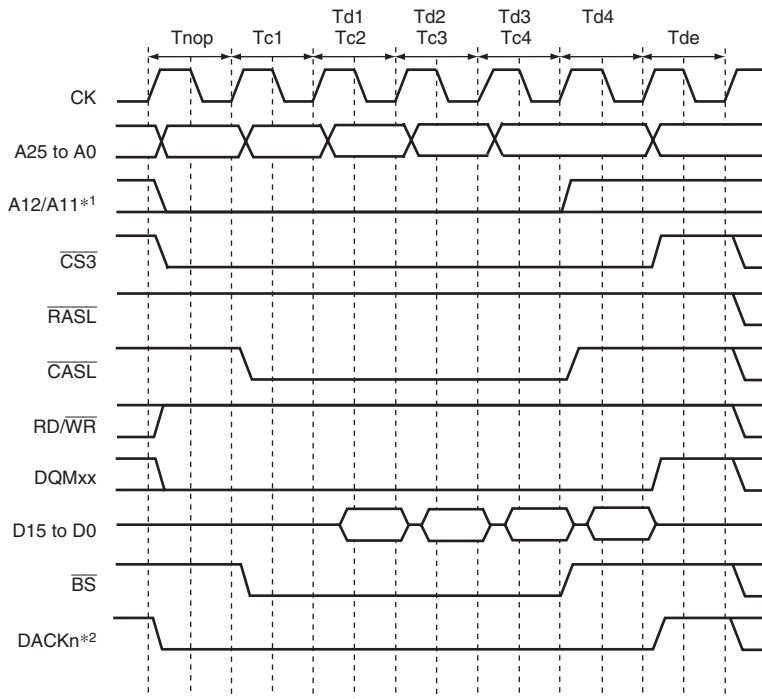 Td1 Td2 Td3 Td4
Tnop Tc1 Tc2 Tc3 Tc4 Tde
CK
A25 to A0
A12/A11*1
CS3
RASL
CASL
RD/WR
DQMxx
D15 to D0
BS
DACKn*2